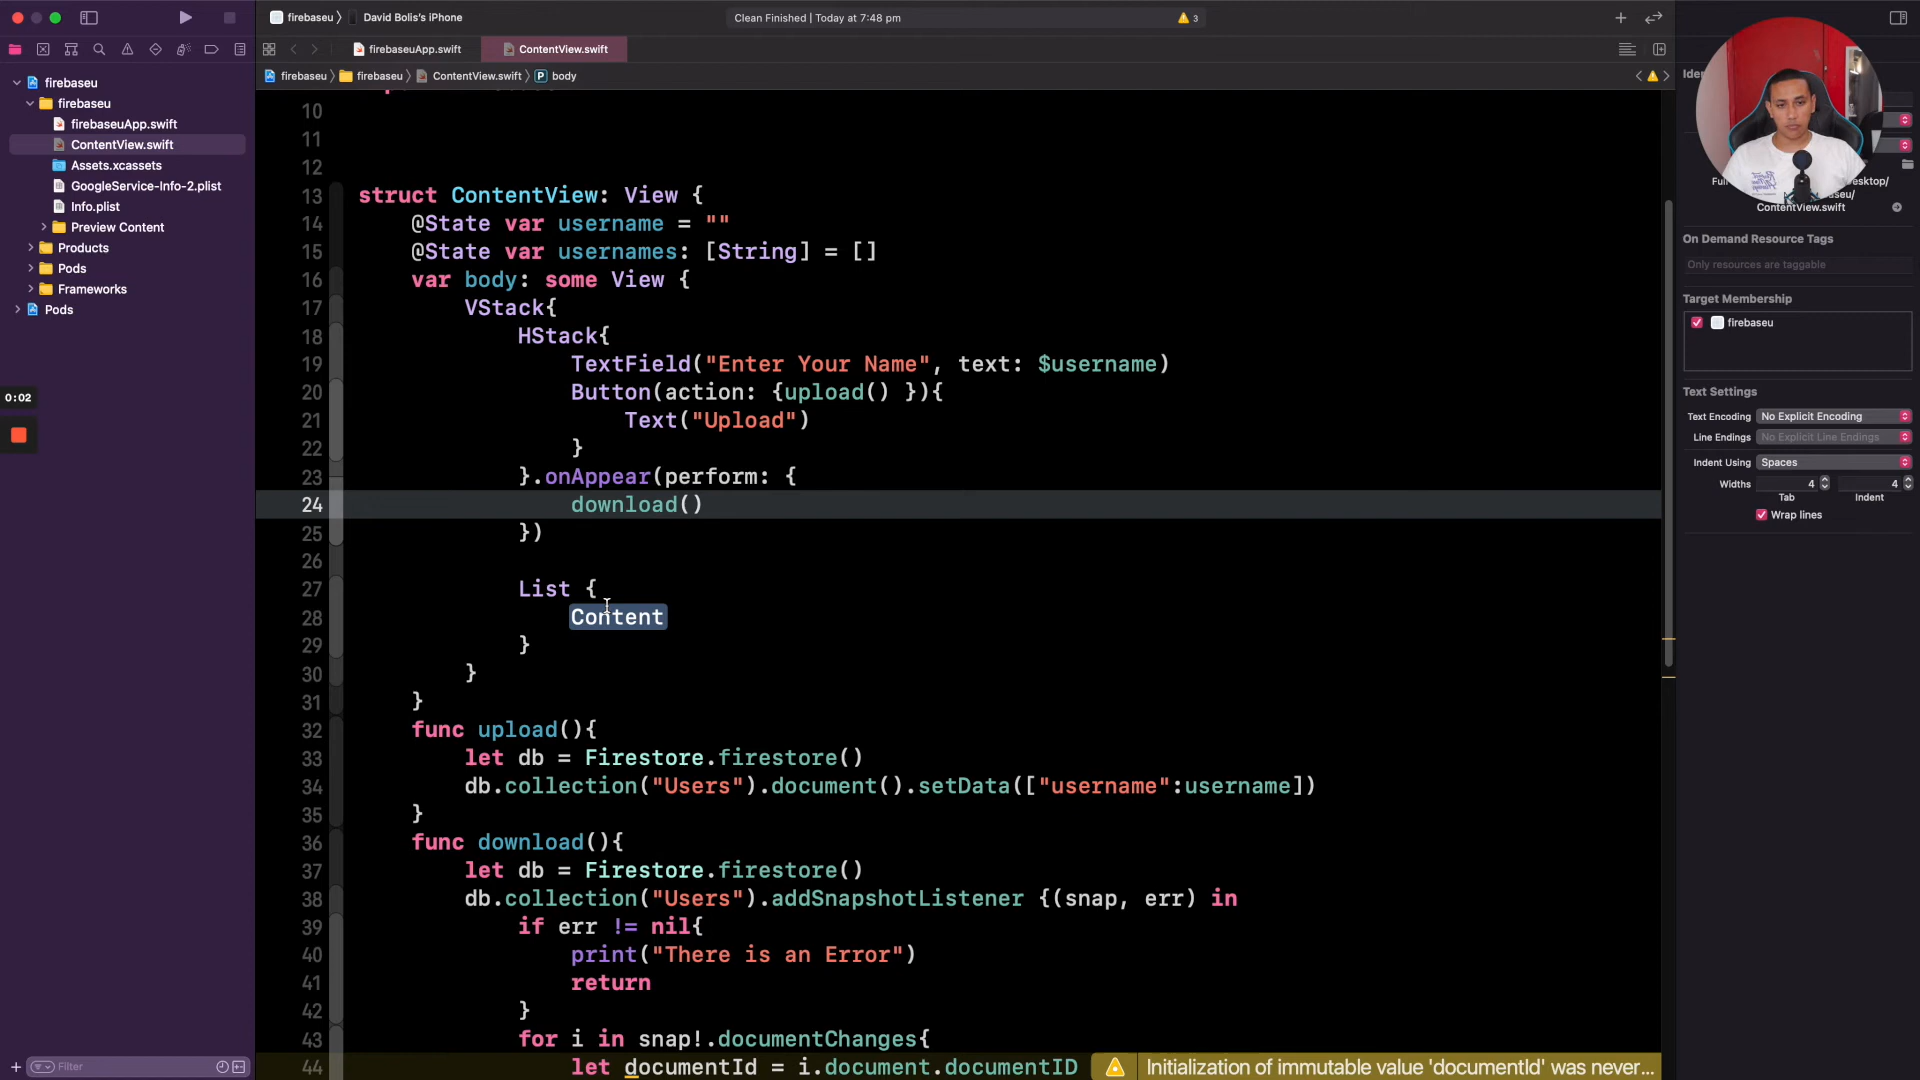 firebaseu
David Bolis's iPhone
Clean Finished | Today at 7:48 pm
3
firebaseuApp.swift
ContentView.swift
firebaseu
firebaseu
ContentView.swift
P
body
firebaseu
firebaseu
firebaseuApp.swift
ContentView.swift
Assets.xcassets
GoogleService-Info-2.plist
Info.plist
Preview Content
Products
Pods
Frameworks
Pods
0:02
Filter
10
11
12
13 struct ContentView: View {
14 @State var username = ""
15 @State var usernames: [String] = []
16 var body: some View {
17 VStack{
18 HStack{
19 TextField("Enter Your Name", text: $username)
20 Button(action: {upload() }){
21 Text("Upload")
22 }
23 }.onAppear(perform: {
24 download()
25 })
26
27 List {
28 Content
29 }
30 }
31 }
32 func upload(){
33 let db = Firestore.firestore()
34 db.collection("Users").document().setData(["username":username])
35 }
36 func download(){
37 let db = Firestore.firestore()
38 db.collection("Users").addSnapshotListener {(snap, err) in
39 if err != nil{
40 print("There is an Error")
41 return
42 }
43 for i in snap!.documentChanges{
44 let documentId = i.document.documentID
Initialization of immutable value 'documentId' was never...
ContentView.swift
On Demand Resource Tags
Only resources are taggable
Target Membership
firebaseu
Text Settings
Text Encoding No Explicit Encoding
Line Endings No Explicit Line Endings
Indent Using Spaces
Widths 4 4
Tab Indent
Wrap lines